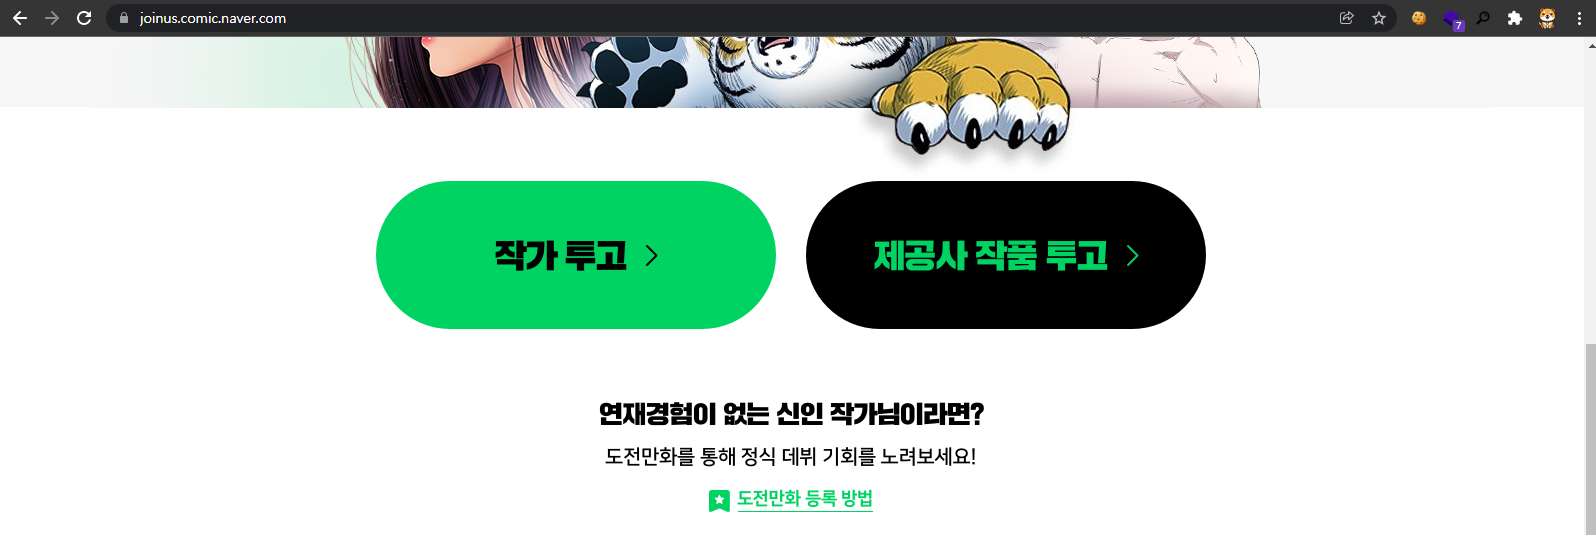 joinus.comic.naver.com
7
작가 투고
제공사 작품 투고
연재경험이 없는 신인 작가님이라면?
도전만화를 통해 정식 데뷔 기회를 노려보세요!
도전만화 등록 방법